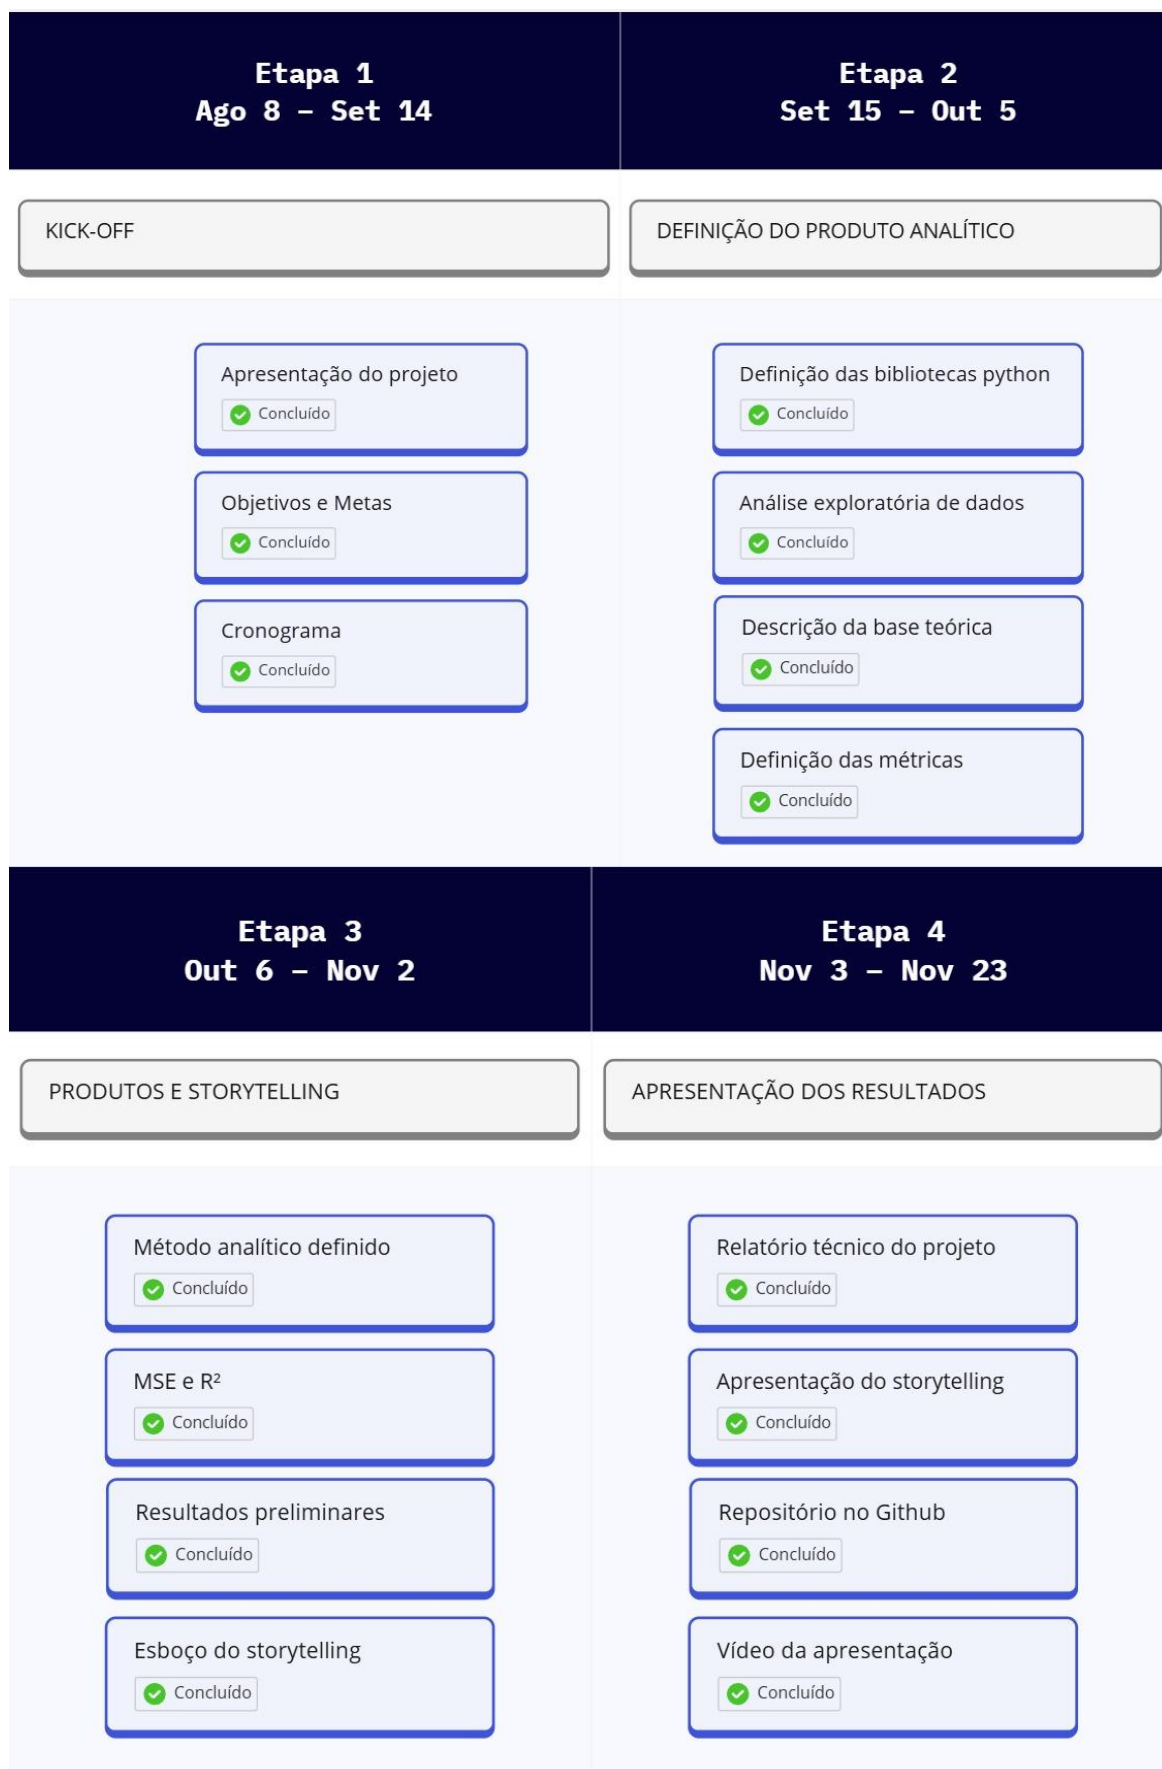 Etapa 1
Ago 8 – Set 14
KICK-OFF
Apresentação do projeto
Concluído
Objetivos e Metas
Concluído
Cronograma
Concluído
Etapa 2
Set 15 – Out 5
DEFINIÇÃO DO PRODUTO ANALÍTICO
Definição das bibliotecas python
Concluído
Análise exploratória de dados
Concluído
Descrição da base teórica
Concluído
Definição das métricas
Concluído
Etapa 3
Out 6 – Nov 2
PRODUTOS E STORYTELLING
Método analítico definido
Concluído
MSE e R²
Concluído
Resultados preliminares
Concluído
Esboço do storytelling
Concluído
Etapa 4
Nov 3 – Nov 23
APRESENTAÇÃO DOS RESULTADOS
Relatório técnico do projeto
Concluído
Apresentação do storytelling
Concluído
Repositório no Github
Concluído
Vídeo da apresentação
Concluído